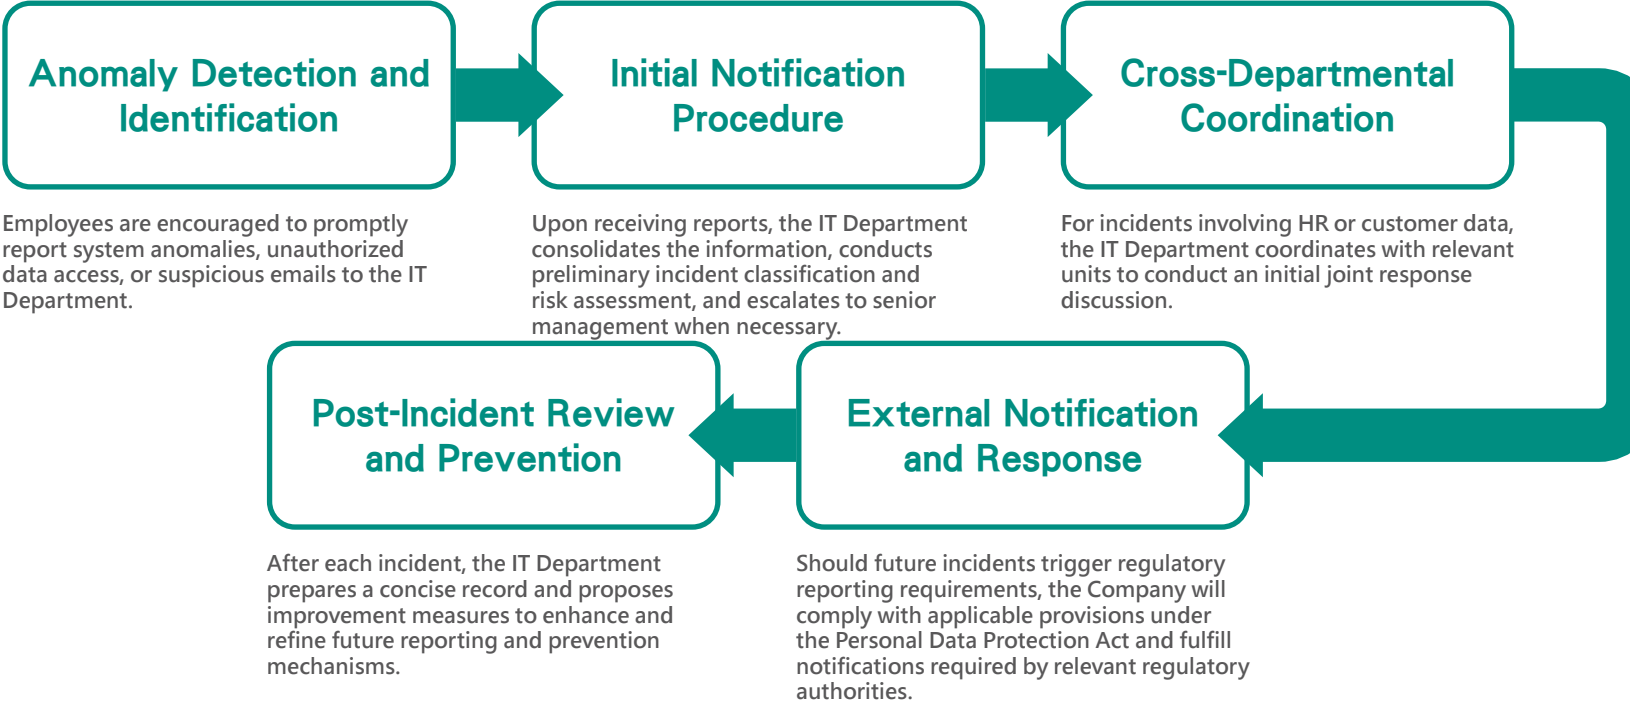 Anomaly Detection and
Identification
Employees are encouraged to promptly
report system anomalies, unauthorized
data access, or suspicious emails to the IT
Department.
Initial Notification
Procedure
Upon receiving reports, the IT Department
consolidates the information, conducts
preliminary incident classification and
risk assessment, and escalates to senior
management when necessary.
Cross-Departmental
Coordination
For incidents involving HR or customer data,
the IT Department coordinates with relevant
units to conduct an initial joint response
discussion.
External Notification
and Response
Should future incidents trigger regulatory
reporting requirements, the Company will
comply with applicable provisions under
the Personal Data Protection Act and fulfill
notifications required by relevant regulatory
authorities.
Post-Incident Review
and Prevention
After each incident, the IT Department
prepares a concise record and proposes
improvement measures to enhance and
refine future reporting and prevention
mechanisms.